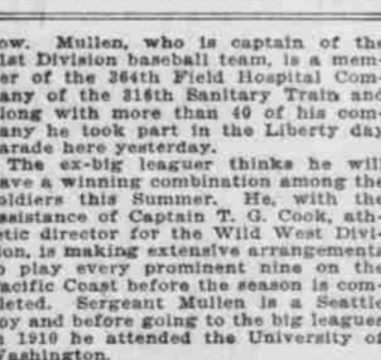 ow. Mullen, who is captain of the
1st Division baseball team, is a mem-
er of the 364th Field Hospital Com-
any of the 316th Sanitary Train and
long with more than 40 of his com-
any he took part in the Liberty day
arade here yesterday.
The ex-big leaguer thinks he will
ave a winning combination among the
oldiers this Summer. He, with the
ssistance of Captain T. G. Cook, ath-
etic director for the Wild West Divi-
ion, is making extensive arrangements
o play every prominent nine on the
acific Coast before the season is com-
leted. Sergeant Mullen is a Seattle
oy and before going to the big leagues
n 1910 he attended the University of
Washington.